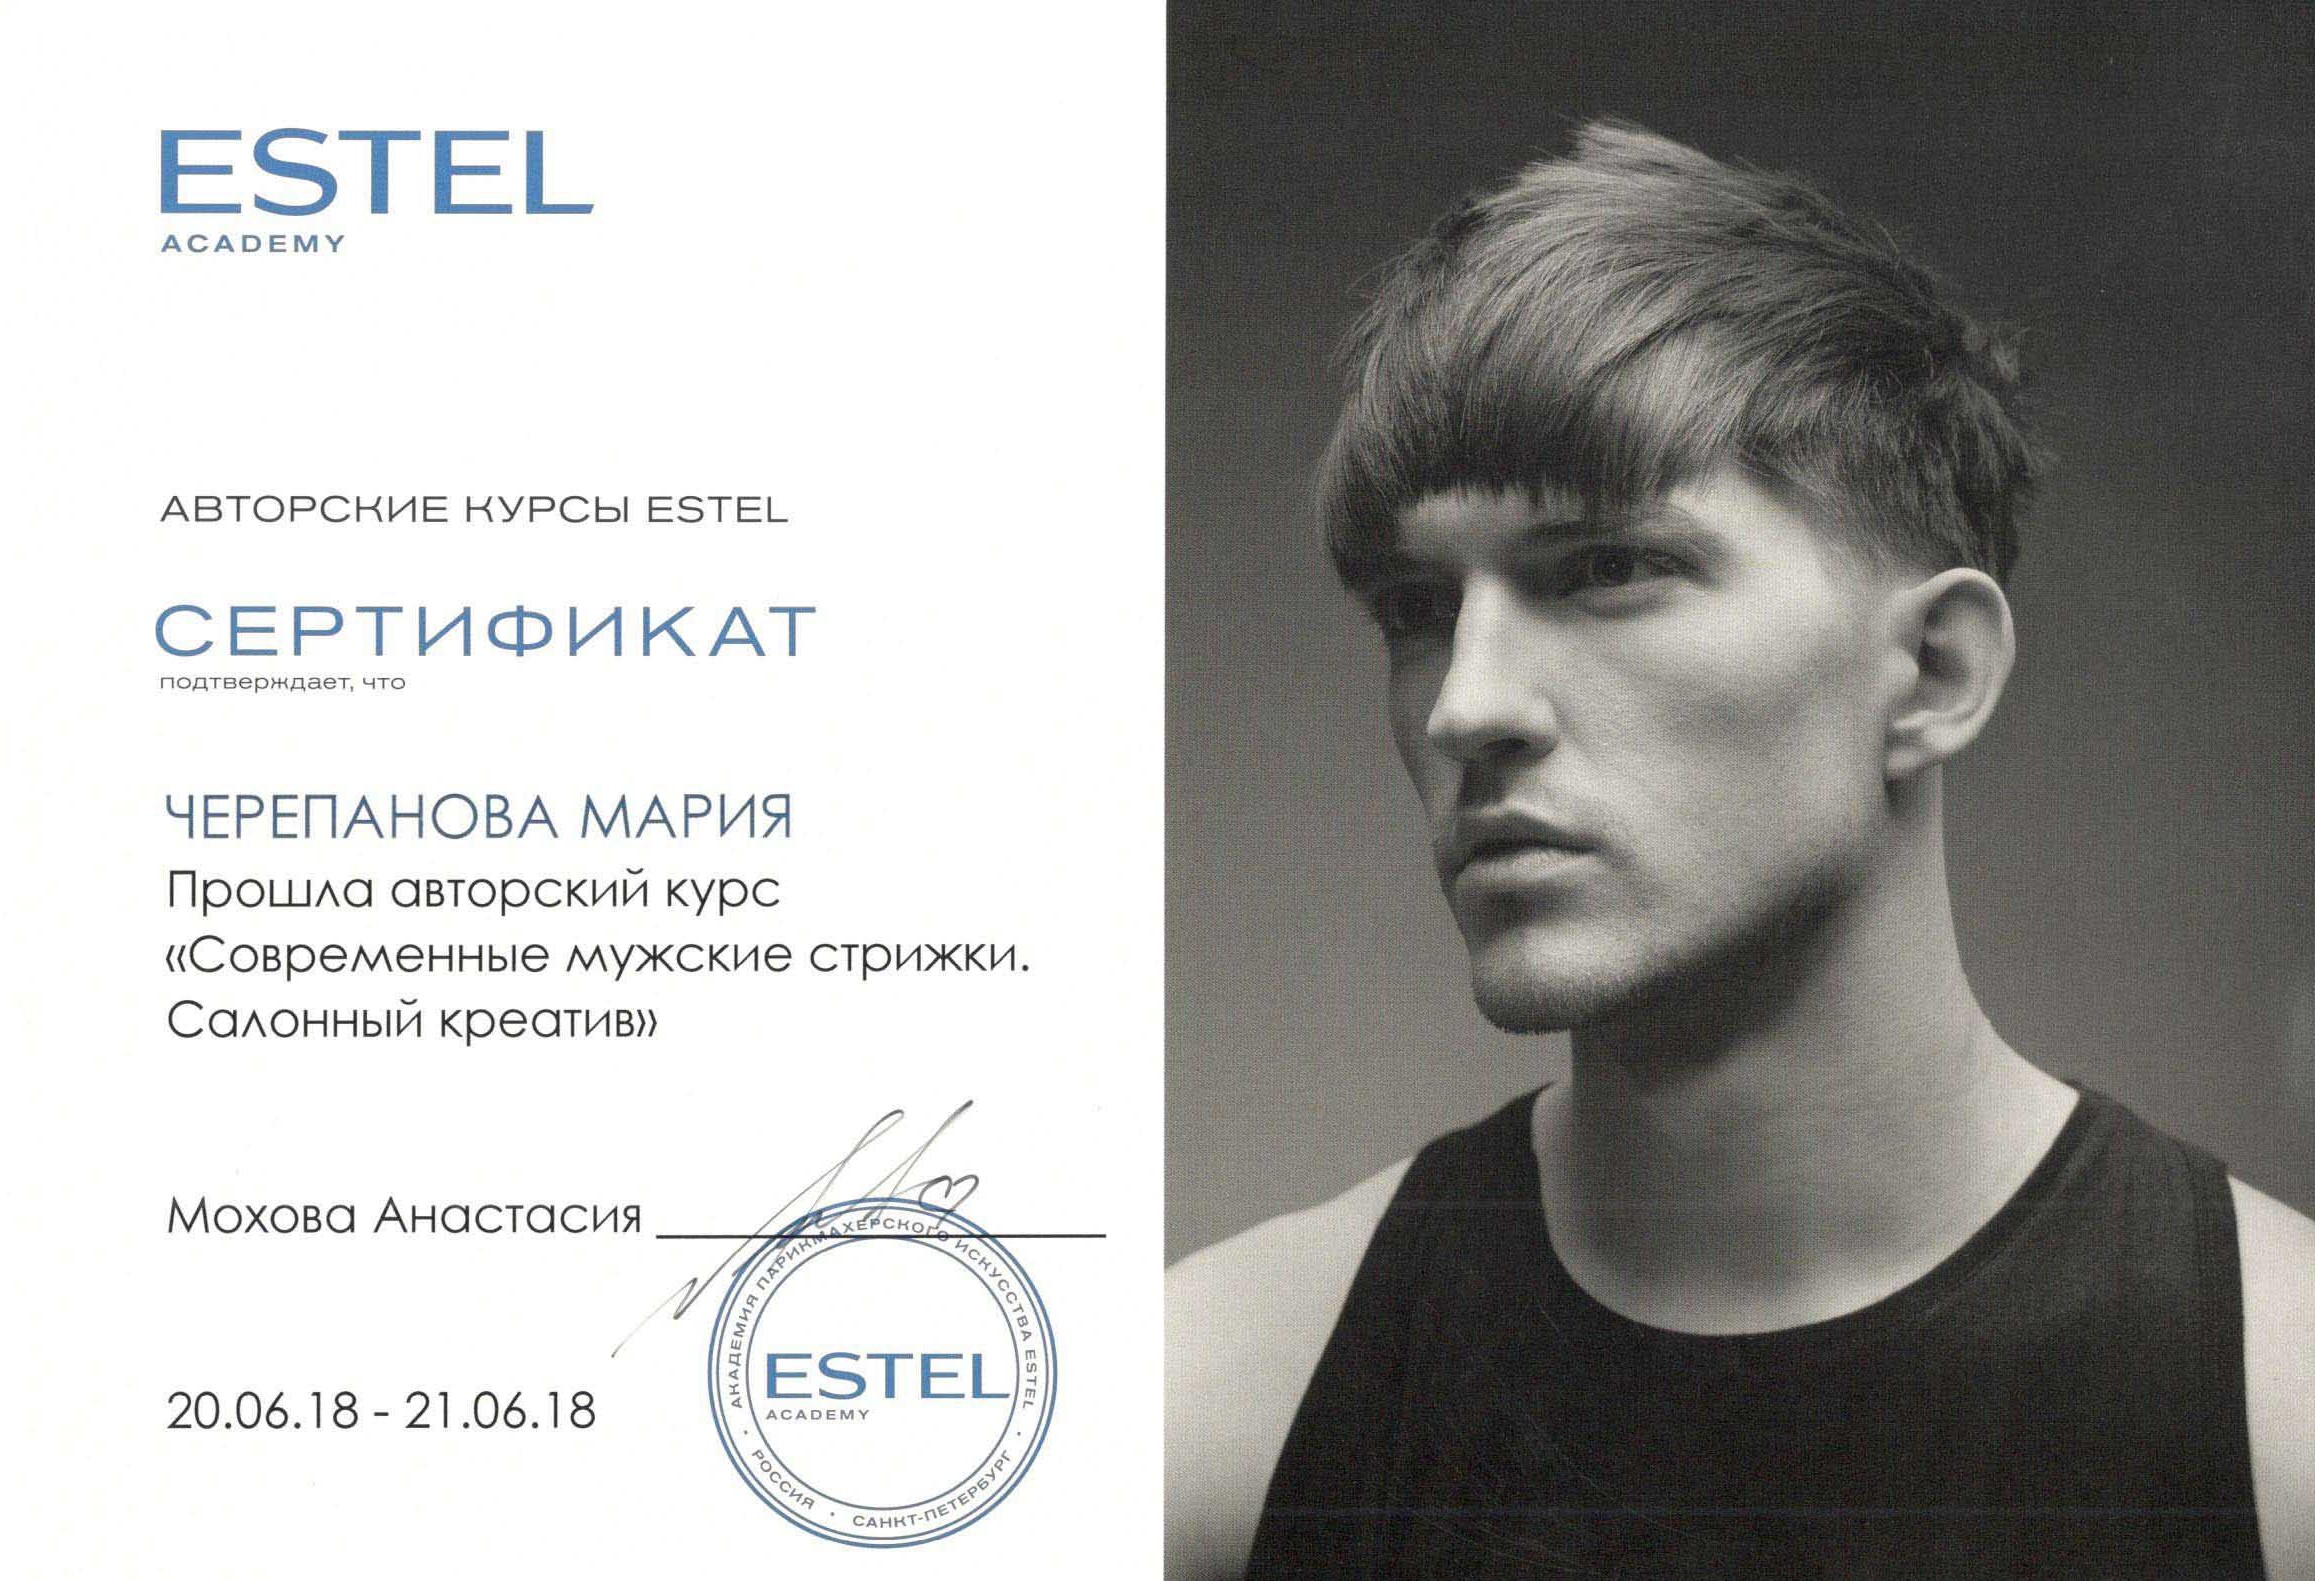 ESTEL
ACADEMY
АВТОРСКИЕ КУРСЫ ESTEL
СЕРТИФИКАТ
подтверждает, что
ЧЕРЕПАНОВА МАРИЯ
Прошла авторский курс
«Современные мужские стрижки.
Салонный креатив»
Мохова Анастасия
20.06.18 - 21.06.18
АКАДЕМИЯ ПАРИКМАХЕРСКОГО ИСКУССТВА ESTEL
ESTEL
ACADEMY
• РОССИЯ • САНКТ-ПЕТЕРБУРГ •